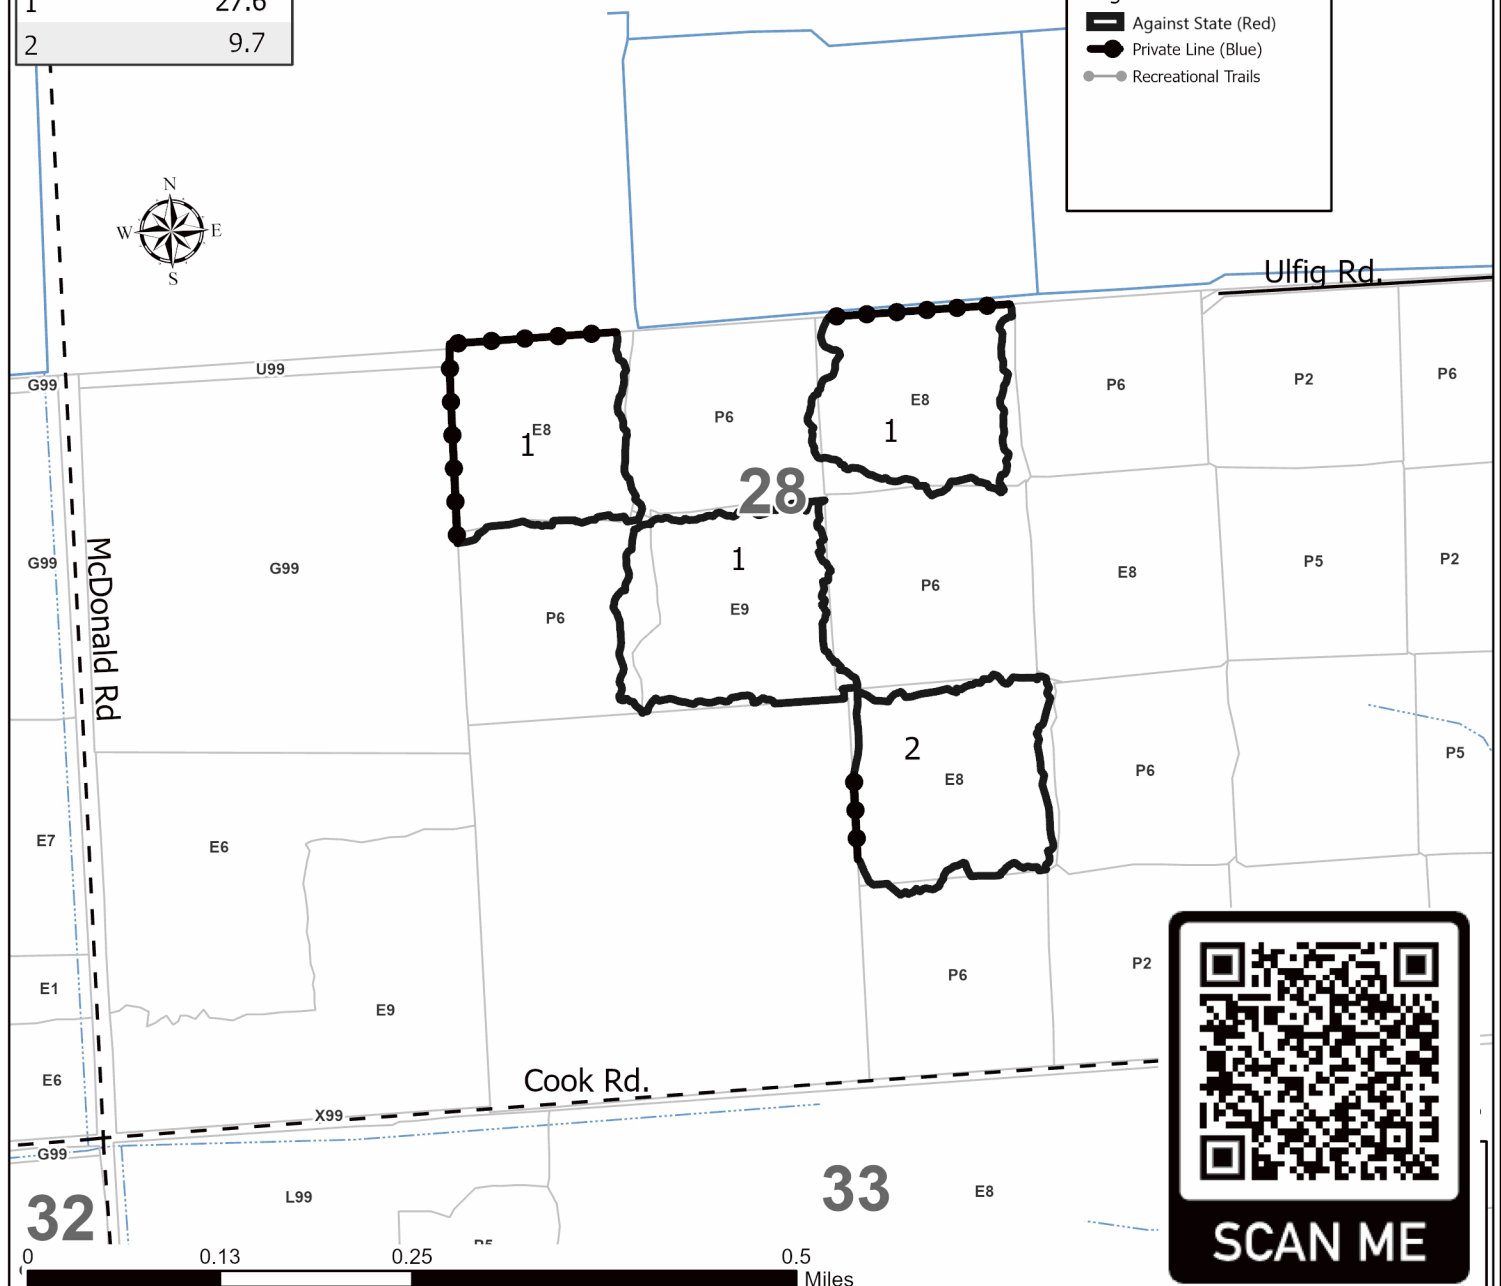 1 27.6
2 9.7
Against State (Red)
Private Line (Blue)
Recreational Trails
N
W E
S
Ulfig Rd.
U99
G99
P6
P2
P6
E8
1
E8
1
P6
28
G99
G99
McDonald Rd
P6
1
E9
P6
E8
P5
P2
2
E8
P6
P5
E7
E6
E1
E9
P6
P2
E6
Cook Rd.
X99
G99
32
L99
33
E8
0 0.13 0.25 0.5
Miles
SCAN ME